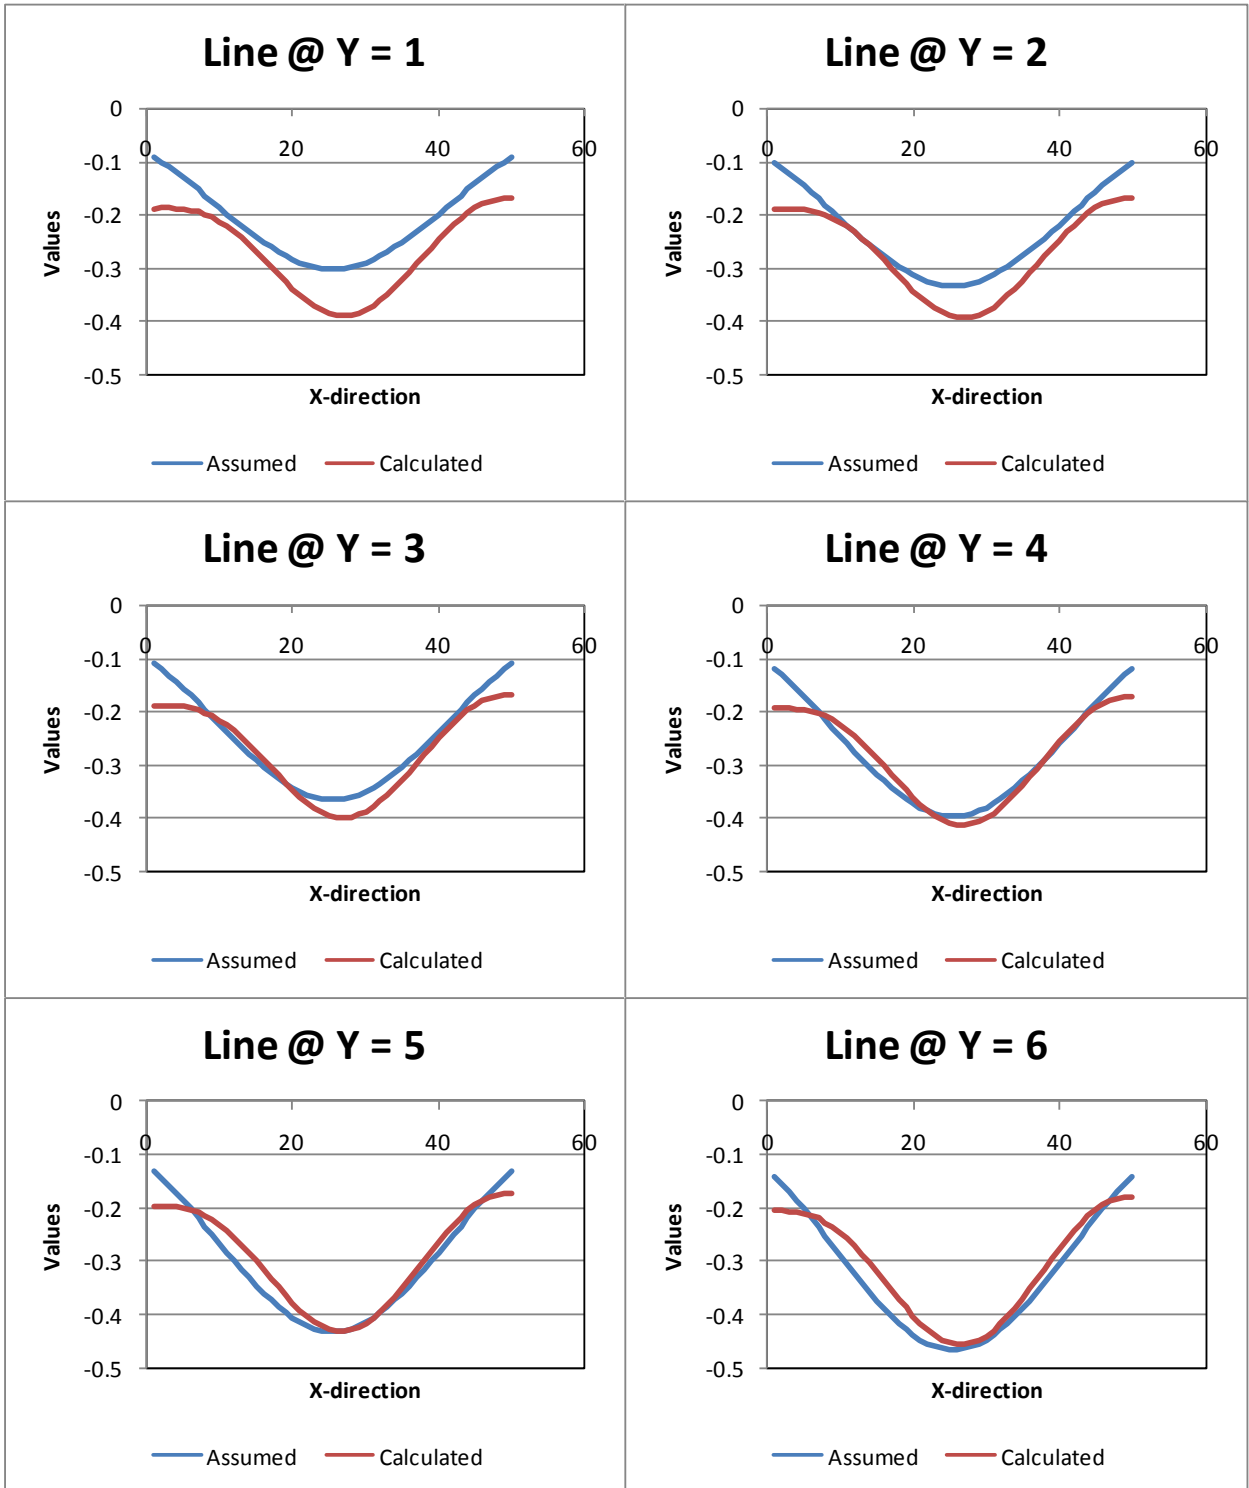 Line @ Y = 1
0
0 20 40 60
-0.1
-0.2
-0.3
-0.4
-0.5
Values
X-direction
Assumed Calculated
Line @ Y = 2
0
0 20 40 60
-0.1
-0.2
-0.3
-0.4
-0.5
Values
X-direction
Assumed Calculated
Line @ Y = 3
0
0 20 40 60
-0.1
-0.2
-0.3
-0.4
-0.5
Values
X-direction
Assumed Calculated
Line @ Y = 4
0
0 20 40 60
-0.1
-0.2
-0.3
-0.4
-0.5
Values
X-direction
Assumed Calculated
Line @ Y = 5
0
0 20 40 60
-0.1
-0.2
-0.3
-0.4
-0.5
Values
X-direction
Assumed Calculated
Line @ Y = 6
0
0 20 40 60
-0.1
-0.2
-0.3
-0.4
-0.5
Values
X-direction
Assumed Calculated